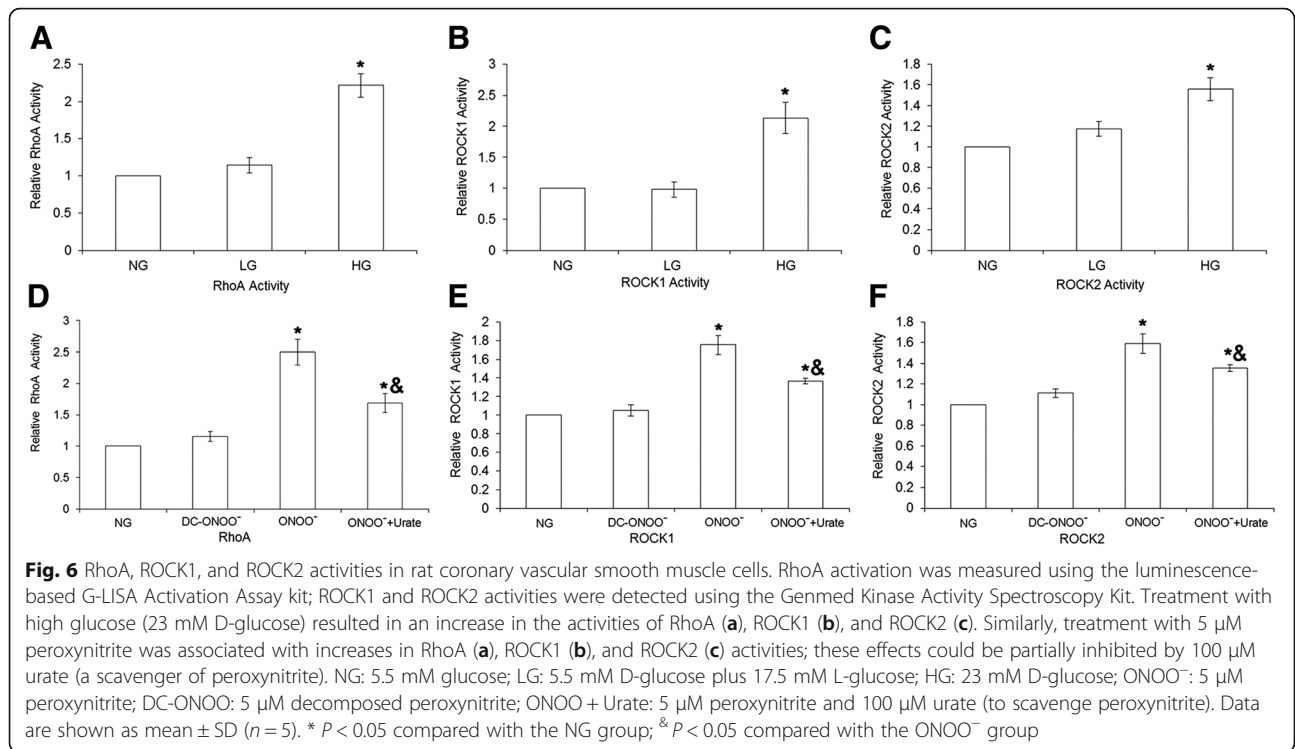 A
Relative RhoA Activity
2.5
2
1.5
1
0.5
0
*
NG LG HG
RhoA Activity
B
Relative ROCK1 Activity
3
2.5
2
1.5
1
0.5
0
*
NG LG HG
ROCK1 Activity
C
Relative ROCK2 Activity
1.8
1.6
1.4
1.2
1
0.8
0.6
0.4
0.2
0
*
NG LG HG
ROCK2 Activity
D
Relative RhoA Activity
3
2.5
2
1.5
1
0.5
0
*
*&
NG DC-ONOO⁻ ONOO⁻ ONOO⁻+Urate
RhoA
E
Relative ROCK1 Activity
2
1.8
1.6
1.4
1.2
1
0.8
0.6
0.4
0.2
0
*
*&
NG DC-ONOO⁻ ONOO⁻ ONOO⁻+Urate
ROCK1
F
Relative ROCK2 Activity
1.8
1.6
1.4
1.2
1
0.8
0.6
0.4
0.2
0
*
*&
NG DC-ONOO⁻ ONOO⁻ ONOO⁻+Urate
ROCK2
Fig. 6 RhoA, ROCK1, and ROCK2 activities in rat coronary vascular smooth muscle cells. RhoA activation was measured using the luminescence-
based G-LISA Activation Assay kit; ROCK1 and ROCK2 activities were detected using the Genmed Kinase Activity Spectroscopy Kit. Treatment with
high glucose (23 mM D-glucose) resulted in an increase in the activities of RhoA (a), ROCK1 (b), and ROCK2 (c). Similarly, treatment with 5 μM
peroxynitrite was associated with increases in RhoA (a), ROCK1 (b), and ROCK2 (c) activities; these effects could be partially inhibited by 100 μM
urate (a scavenger of peroxynitrite). NG: 5.5 mM glucose; LG: 5.5 mM D-glucose plus 17.5 mM L-glucose; HG: 23 mM D-glucose; ONOO⁻: 5 μM
peroxynitrite; DC-ONOO: 5 μM decomposed peroxynitrite; ONOO + Urate: 5 μM peroxynitrite and 100 μM urate (to scavenge peroxynitrite). Data
are shown as mean ± SD (n = 5). * P < 0.05 compared with the NG group; & P < 0.05 compared with the ONOO⁻ group